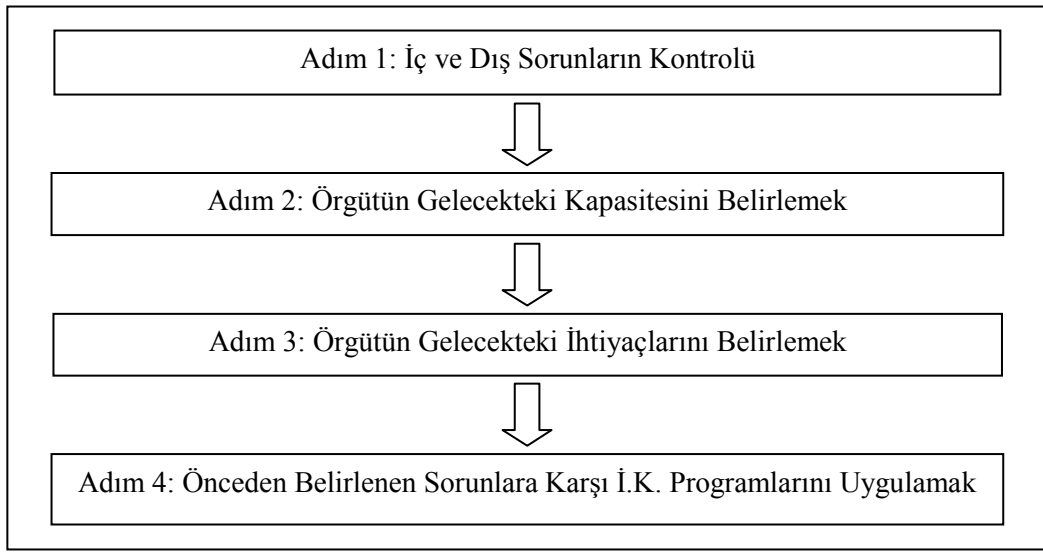 Adım 1: İç ve Dış Sorunların Kontrolü
Adım 2: Örgütün Gelecekteki Kapasitesini Belirlemek
Adım 3: Örgütün Gelecekteki İhtiyaçlarını Belirlemek
Adım 4: Önceden Belirlenen Sorunlara Karşı İ.K. Programlarını Uygulamak